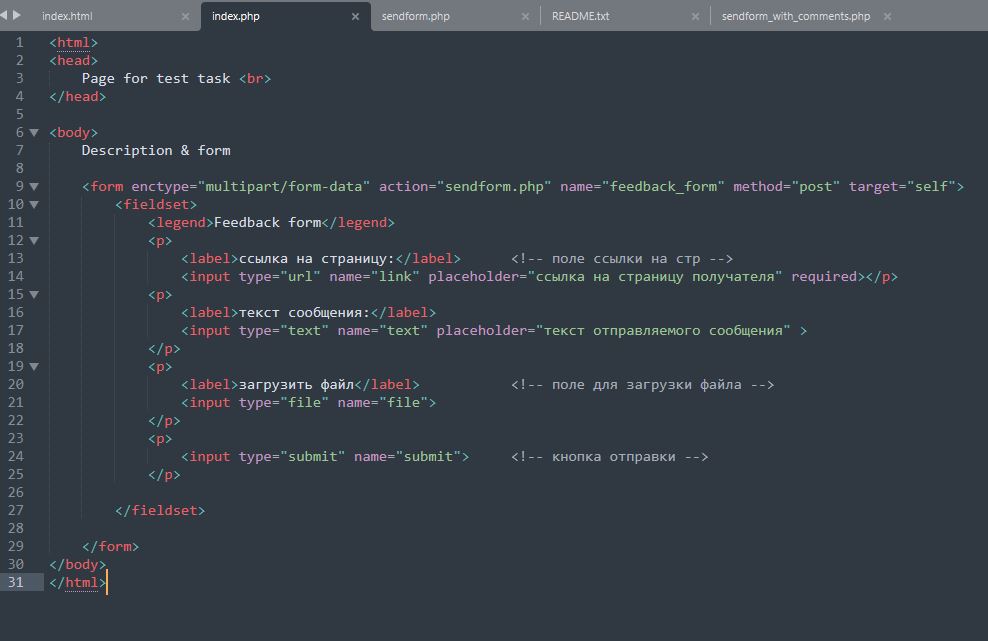 index.html
index.php
sendform.php
README.txt
sendform_with_comments.php
1 <html>
2 <head>
3 Page for test task <br>
4 </head>
5
6 <body>
7 Description & form
8
9 <form enctype="multipart/form-data" action="sendform.php" name="feedback_form" method="post" target="self">
10 <fieldset>
11 <legend>Feedback form</legend>
12 <p>
13 <label>ссылка на страницу:</label> <!-- поле ссылки на стр -->
14 <input type="url" name="link" placeholder="ссылка на страницу получателя" required></p>
15 <p>
16 <label>текст сообщения:</label>
17 <input type="text" name="text" placeholder="текст отправляемого сообщения" >
18 </p>
19 <p>
20 <label>загрузить файл</label> <!-- поле для загрузки файла -->
21 <input type="file" name="file">
22 </p>
23 <p>
24 <input type="submit" name="submit"> <!-- кнопка отправки -->
25 </p>
26
27 </fieldset>
28
29 </form>
30 </body>
31 </html>